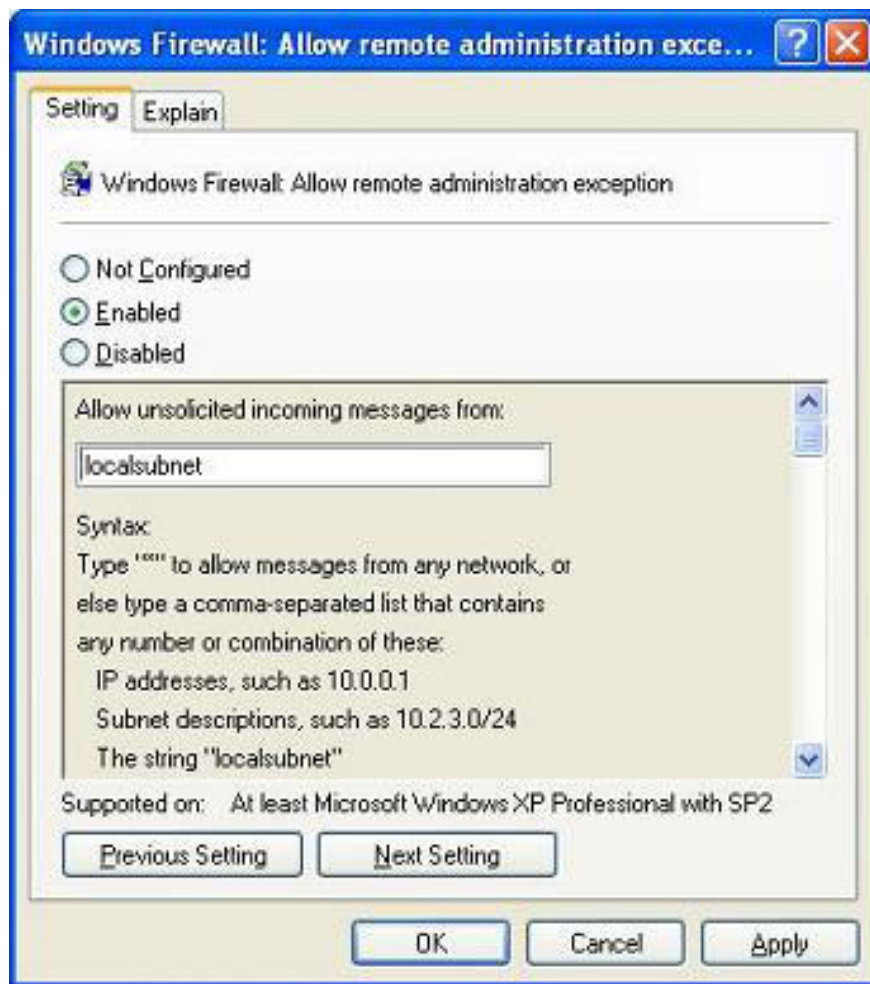 Windows Firewall: Allow remote administration exce...
Setting
Explain
Windows Firewall: Allow remote administration exception
Not Configured
Enabled
Disabled
Allow unsolicited incoming messages from:
localsubnet
Syntax:
Type "*" to allow messages from any network, or
else type a comma-separated list that contains
any number or combination of these:
IP addresses, such as 10.0.0.1
Subnet descriptions, such as 10.2.3.0/24
The string "localsubnet"
Supported on: At least Microsoft Windows XP Professional with SP2
Previous Setting
Next Setting
OK
Cancel
Apply